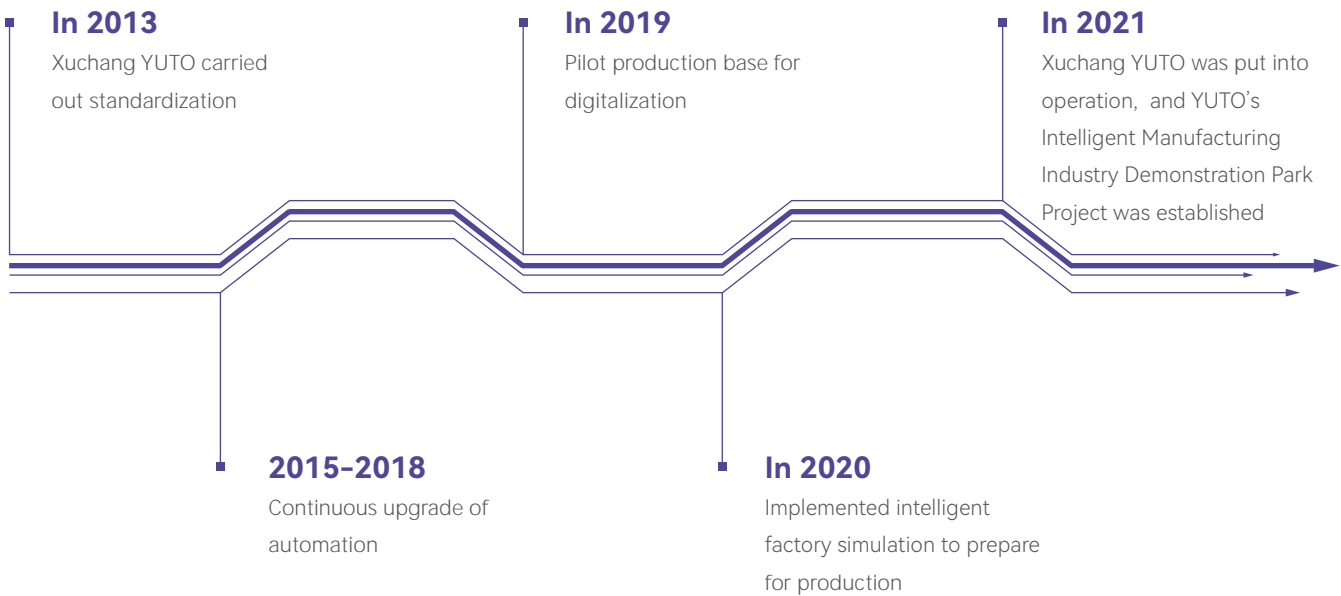 In 2013
Xuchang YUTO carried
out standardization
2015-2018
Continuous upgrade of
automation
In 2019
Pilot production base for
digitalization
In 2020
Implemented intelligent
factory simulation to prepare
for production
In 2021
Xuchang YUTO was put into
operation, and YUTO's
Intelligent Manufacturing
Industry Demonstration Park
Project was established